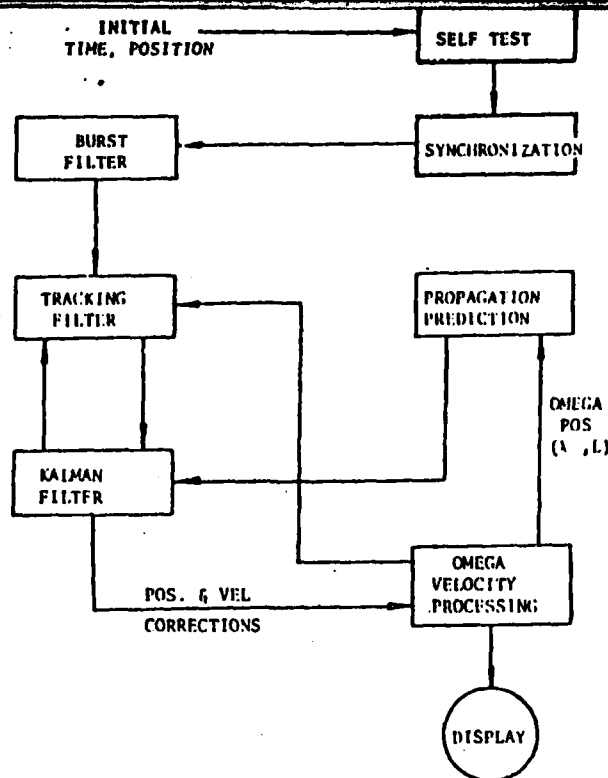 INITIAL
TIME, POSITION
SELF TEST
BURST
FILTER
SYNCHRONIZATION
TRACKING
FILTER
PROPAGATION
PREDICTION
OMEGA
POS
(λ ,L)
KALMAN
FILTER
OMEGA
VELOCITY
PROCESSING
POS. & VEL
CORRECTIONS
DISPLAY